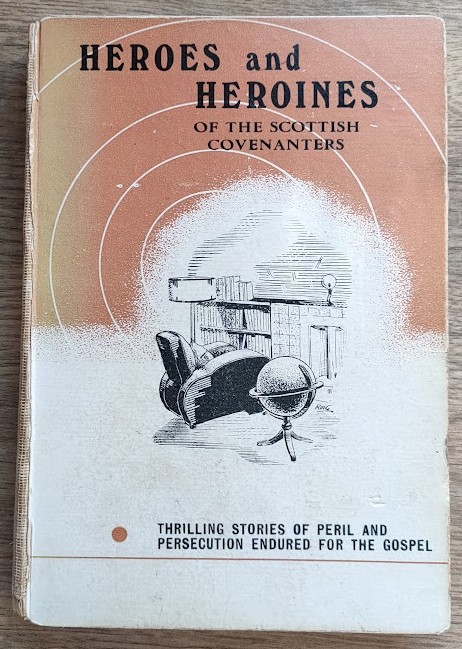 HEROES and
HEROINES
OF THE SCOTTISH
COVENANTERS
THRILLING STORIES OF PERIL AND
PERSECUTION ENDURED FOR THE GOSPEL